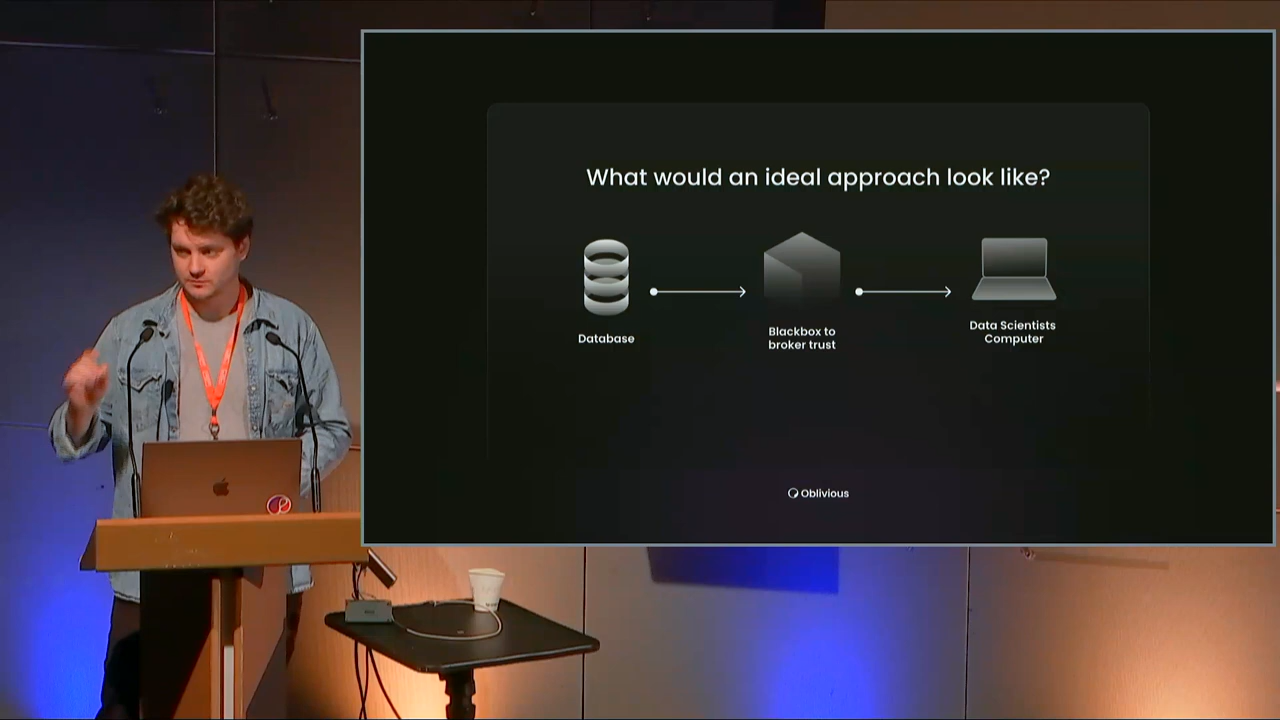 What would an ideal approach look like?
Database
Blackbox to
broker trust
Data Scientists
Computer
Oblivious